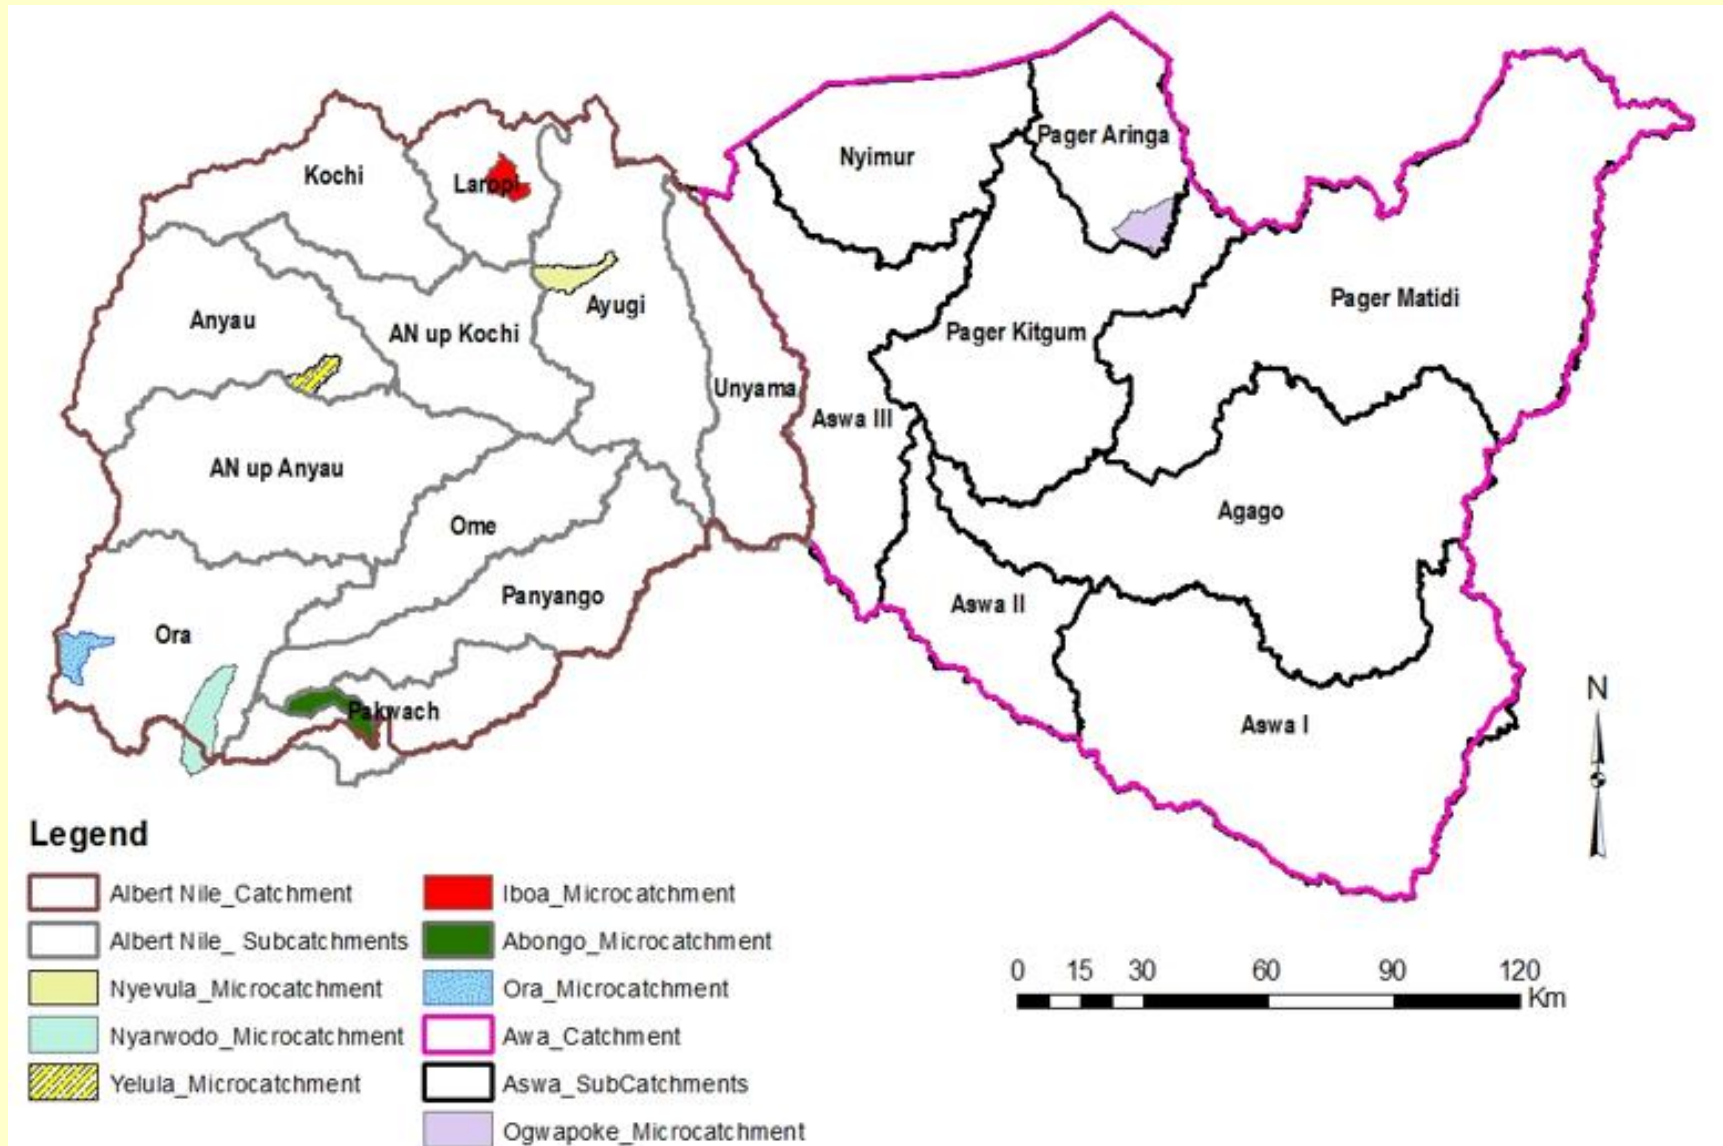 Kochi
Laropi
Nyimur
Pager Aringa
Anyau
AN up Kochi
Ayugi
Pager Kitgum
Pager Matidi
Unyama
Aswa III
AN up Anyau
Ome
Agago
Panyango
Aswa II
Ora
Pakwach
Aswa I
N
Legend
Albert Nile_Catchment
Albert Nile_ Subcatchments
Nyevula_Microcatchment
Nyarwodo_Microcatchment
Yelula_Microcatchment
Iboa_Microcatchment
Abongo_Microcatchment
Ora_Microcatchment
Awa_Catchment
Aswa_SubCatchments
Ogwapoke_Microcatchment
0 15 30 60 90 120
Km